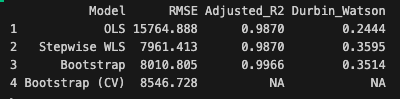 Model RMSE Adjusted_R2 Durbin_Watson
1 OLS 15764.888 0.9870 0.2444
2 Stepwise WLS 7961.413 0.9870 0.3595
3 Bootstrap 8010.805 0.9966 0.3514
4 Bootstrap (CV) 8546.728 NA NA